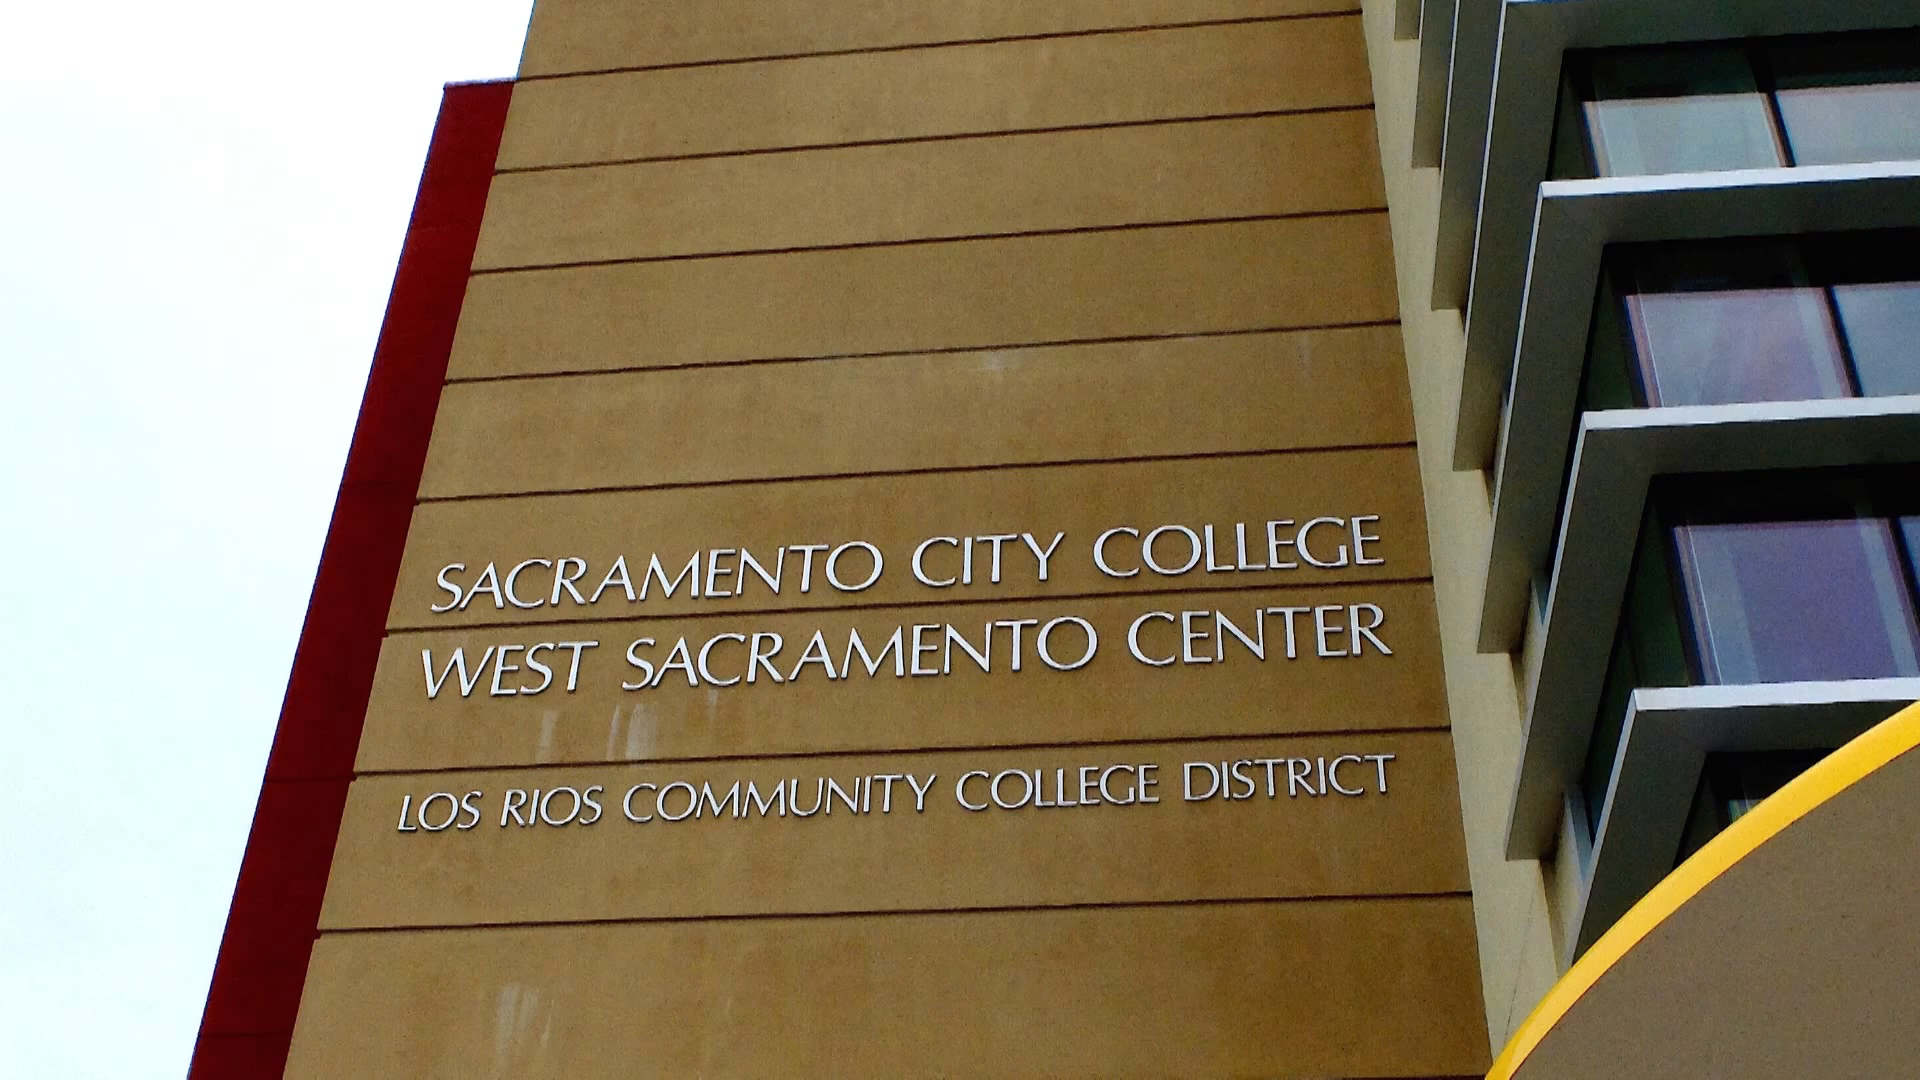 SACRAMENTO CITY COLLEGE
WEST SACRAMENTO CENTER
LOS RIOS COMMUNITY COLLEGE DISTRICT